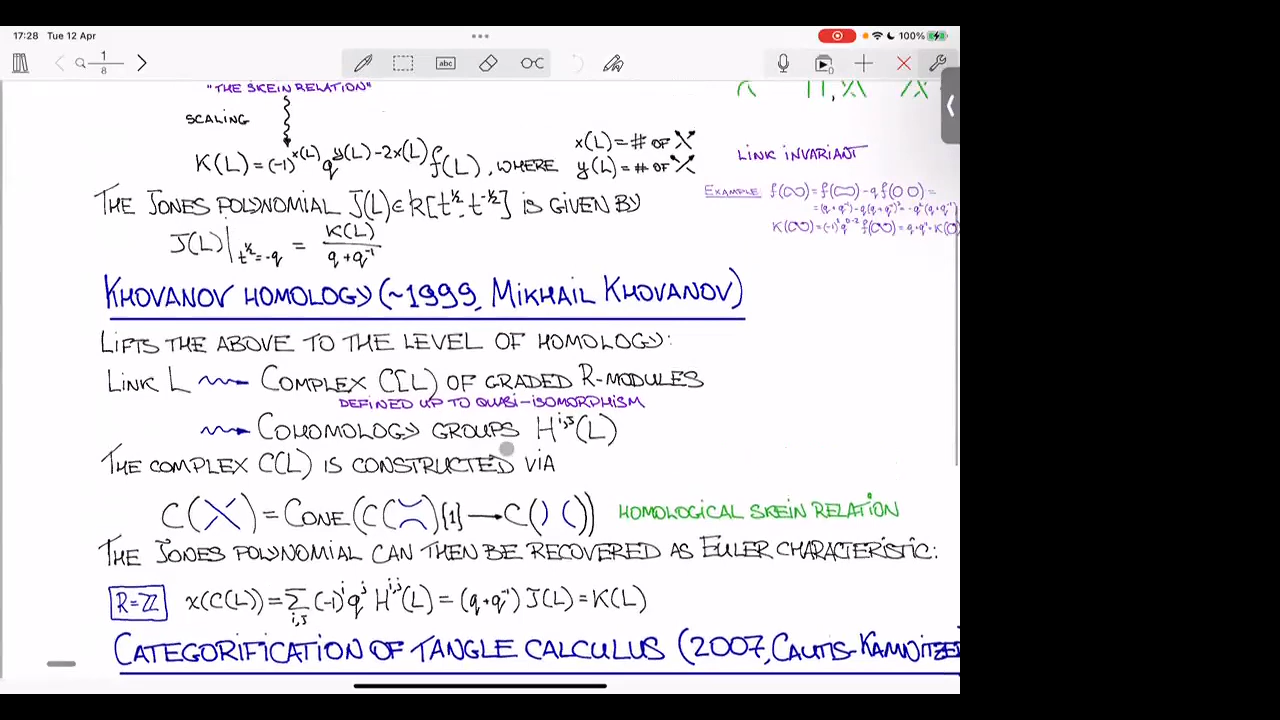 17:28 Tue 12 Apr
100%
1
8
abc
"THE SKEIN RELATION"
SCALING
K(L) = (-1)^{x(L)} q^{y(L)-2x(L)} f(L), WHERE
x(L) = # OF
y(L) = # OF
LINK INVARIANT
THE JONES POLYNOMIAL J(L) ∈ k[t^{1/2}, t^{-1/2}] IS GIVEN BY
J(L)|_{t^{1/2}=-q} = K(L) / (q+q^{-1})
KHOVANOV HOMOLOGY (~1999, MIKHAIL KHOVANOV)
LIFTS THE ABOVE TO THE LEVEL OF HOMOLOGY:
LINK L COMPLEX C(L) OF GRADED R-MODULES
DEFINED UP TO QUASI-ISOMORPHISM
COHOMOLOGY GROUPS H^{i,j}(L)
THE COMPLEX C(L) IS CONSTRUCTED VIA
C( ) = CONE(C( ){1} → C( )) HOMOLOGICAL SKEIN RELATION
THE JONES POLYNOMIAL CAN THEN BE RECOVERED AS EULER CHARACTERISTIC:
R=ℤ χ(C(L)) = Σ_{i,j} (-1)^i q^j H^{i,j}(L) = (q+q^{-1}) J(L) = K(L)
CATEGORIFICATION OF TANGLE CALCULUS (2007, CAUTIS-KAMNITZER